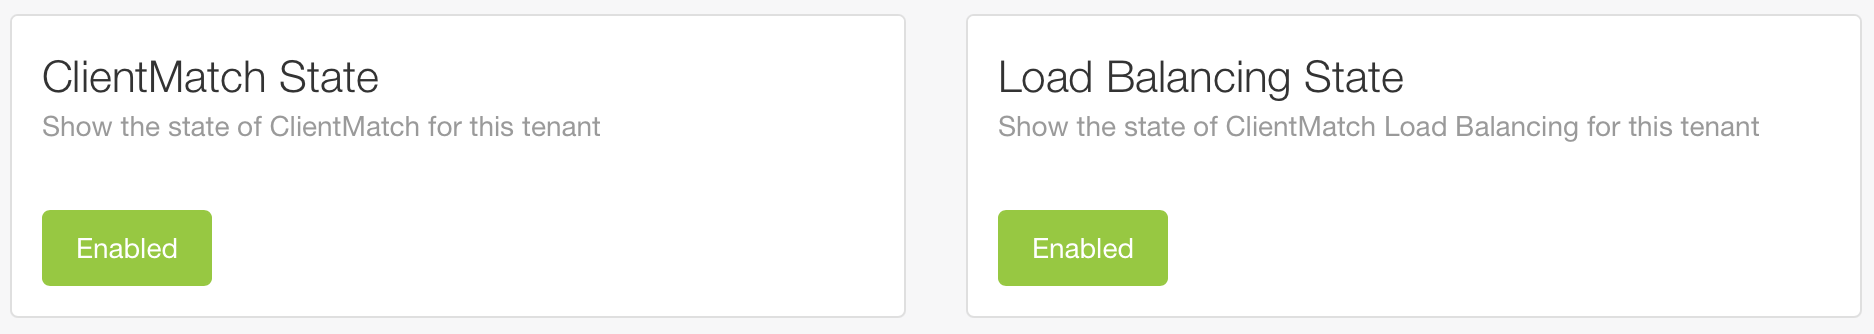 ClientMatch State
Show the state of ClientMatch for this tenant
Enabled
Load Balancing State
Show the state of ClientMatch Load Balancing for this tenant
Enabled